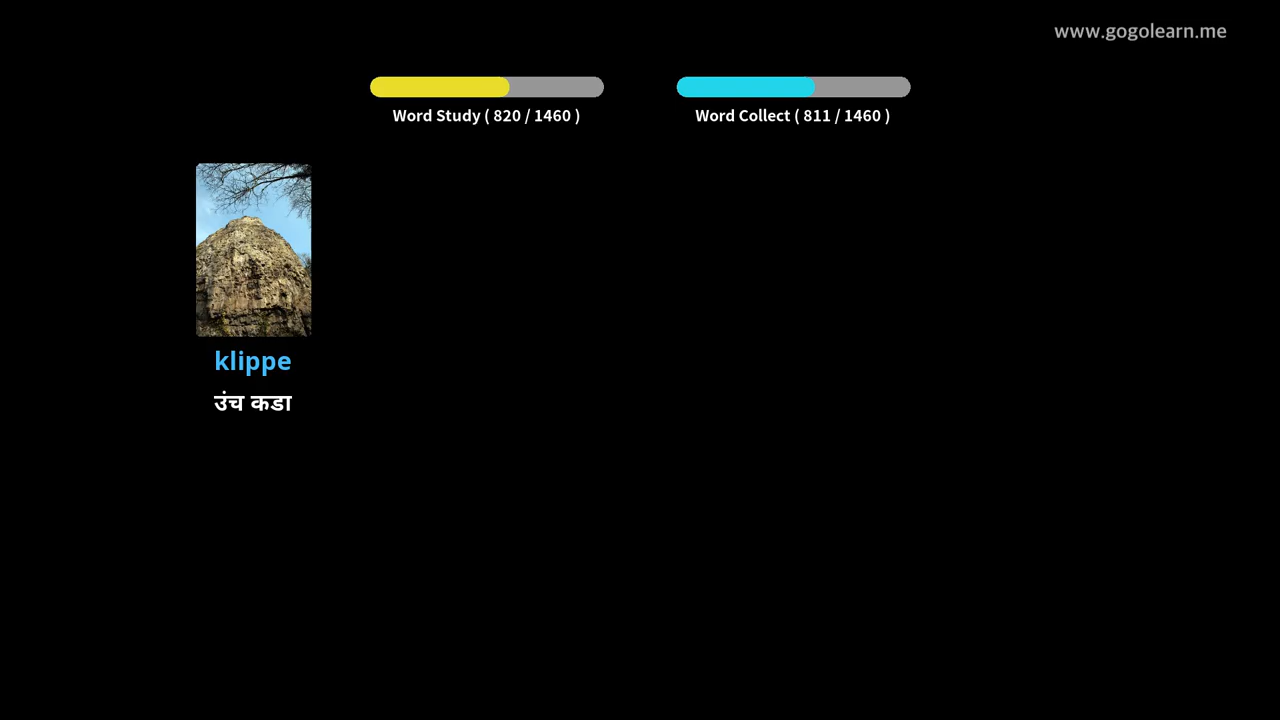 www.gogolearn.me
Word Study ( 820 / 1460 )
Word Collect ( 811 / 1460 )
klippe
उंच कडा